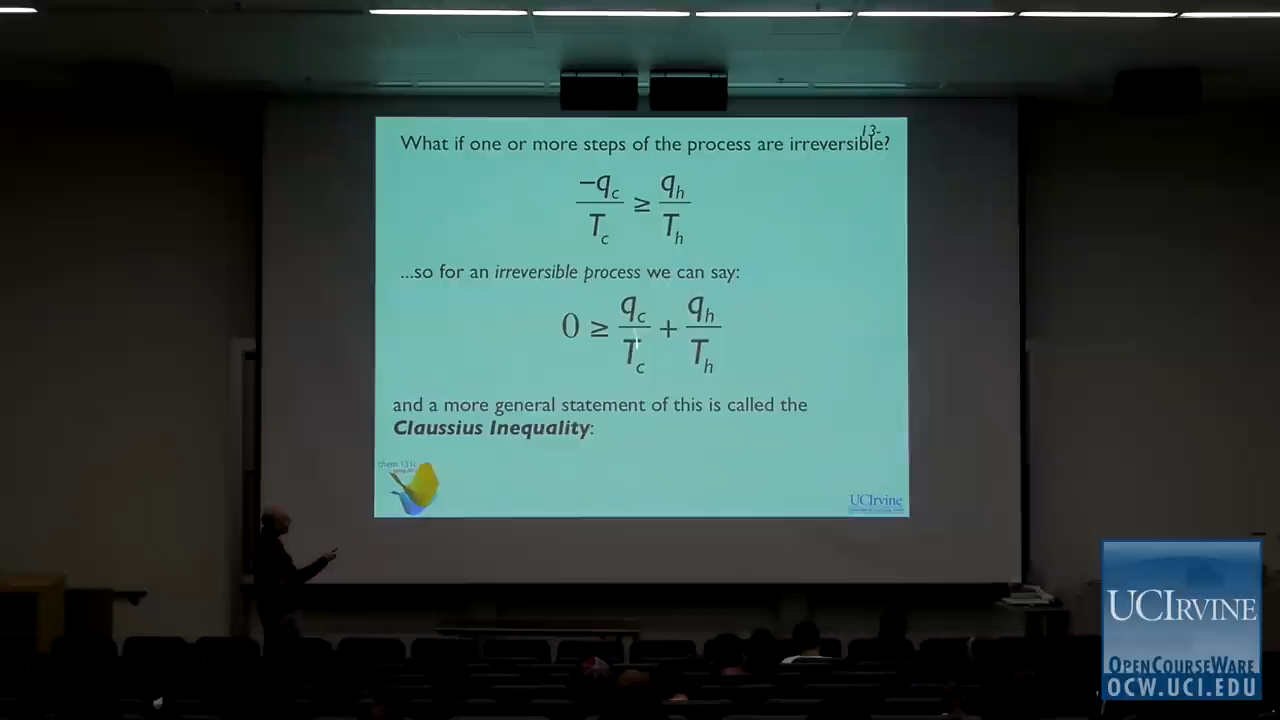 13-
What if one or more steps of the process are irreversible?
−q_c / T_c ≥ q_h / T_h
...so for an irreversible process we can say:
0 ≥ q_c / T_c + q_h / T_h
and a more general statement of this is called the
Claussius Inequality:
chem 131c
UCIrvine
UCIRVINE
OPENCOURSEWARE
OCW.UCI.EDU